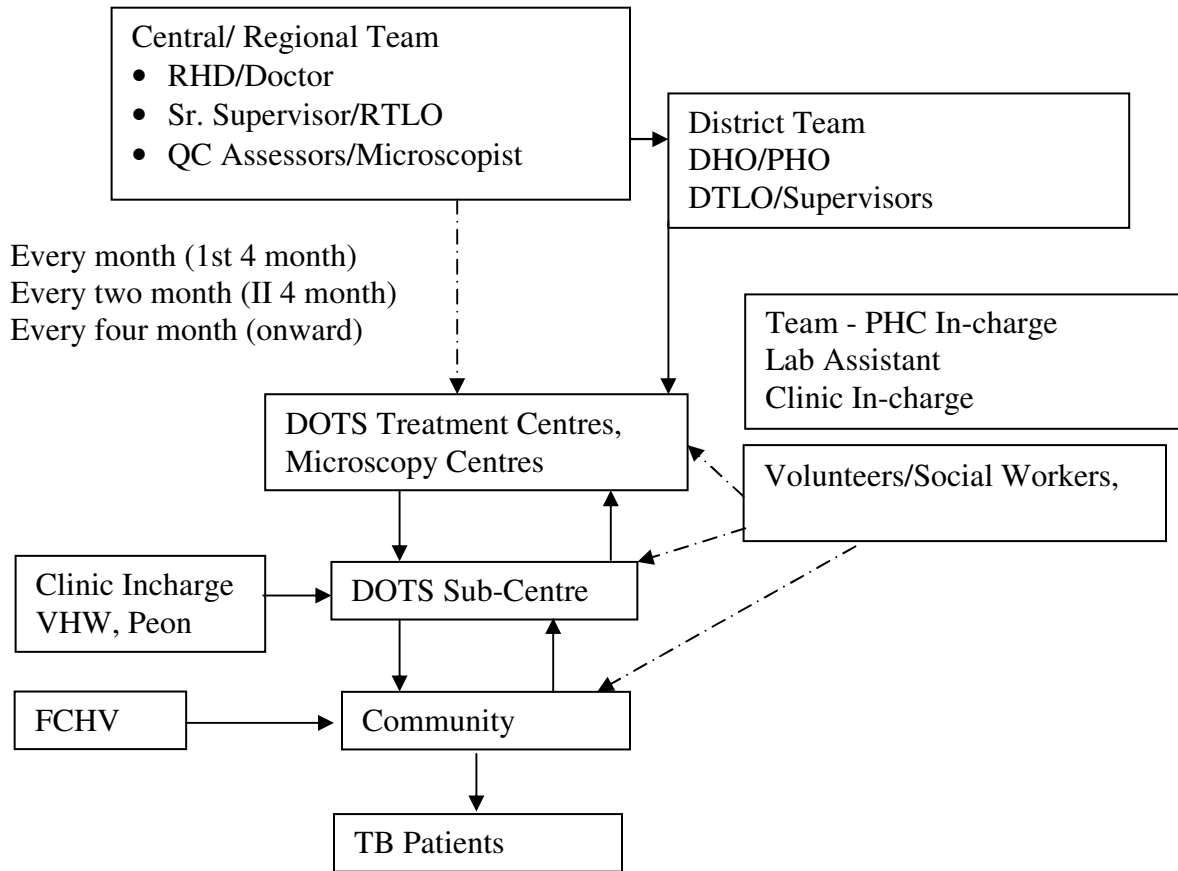 Central/ Regional Team
• RHD/Doctor
• Sr. Supervisor/RTLO
• QC Assessors/Microscopist
District Team
DHO/PHO
DTLO/Supervisors
Every month (1st 4 month)
Every two month (II 4 month)
Every four month (onward)
Team - PHC In-charge
Lab Assistant
Clinic In-charge
DOTS Treatment Centres,
Microscopy Centres
Volunteers/Social Workers,
Clinic Incharge
VHW, Peon
DOTS Sub-Centre
FCHV
Community
TB Patients